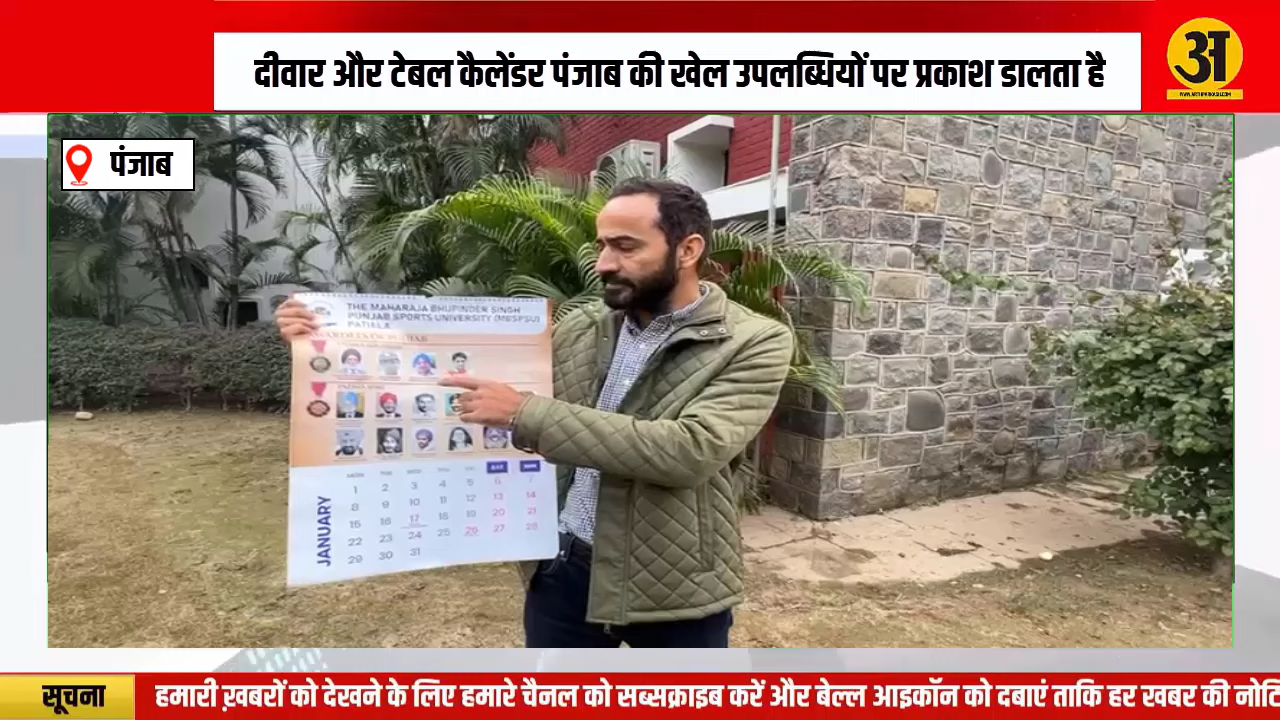 दीवार और टेबल कैलेंडर पंजाब की खेल उपलब्धियों पर प्रकाश डालता है
अ
पंजाब
THE MAHARAJA BHUPINDER SINGH
PUNJAB SPORTS UNIVERSITY (MBSPSU)
PATIALA
JANUARY
SAT SUN
1 2 3 4 5 6 7
8 9 10 11 12 13 14
15 16 17 18 19 20 21
22 23 24 25 26 27 28
29 30 31
सूचना
हमारी ख़बरों को देखने के लिए हमारे चैनल को सब्सक्राइब करें और बेल्ल आइकॉन को दबाएं ताकि हर खबर की नोटि